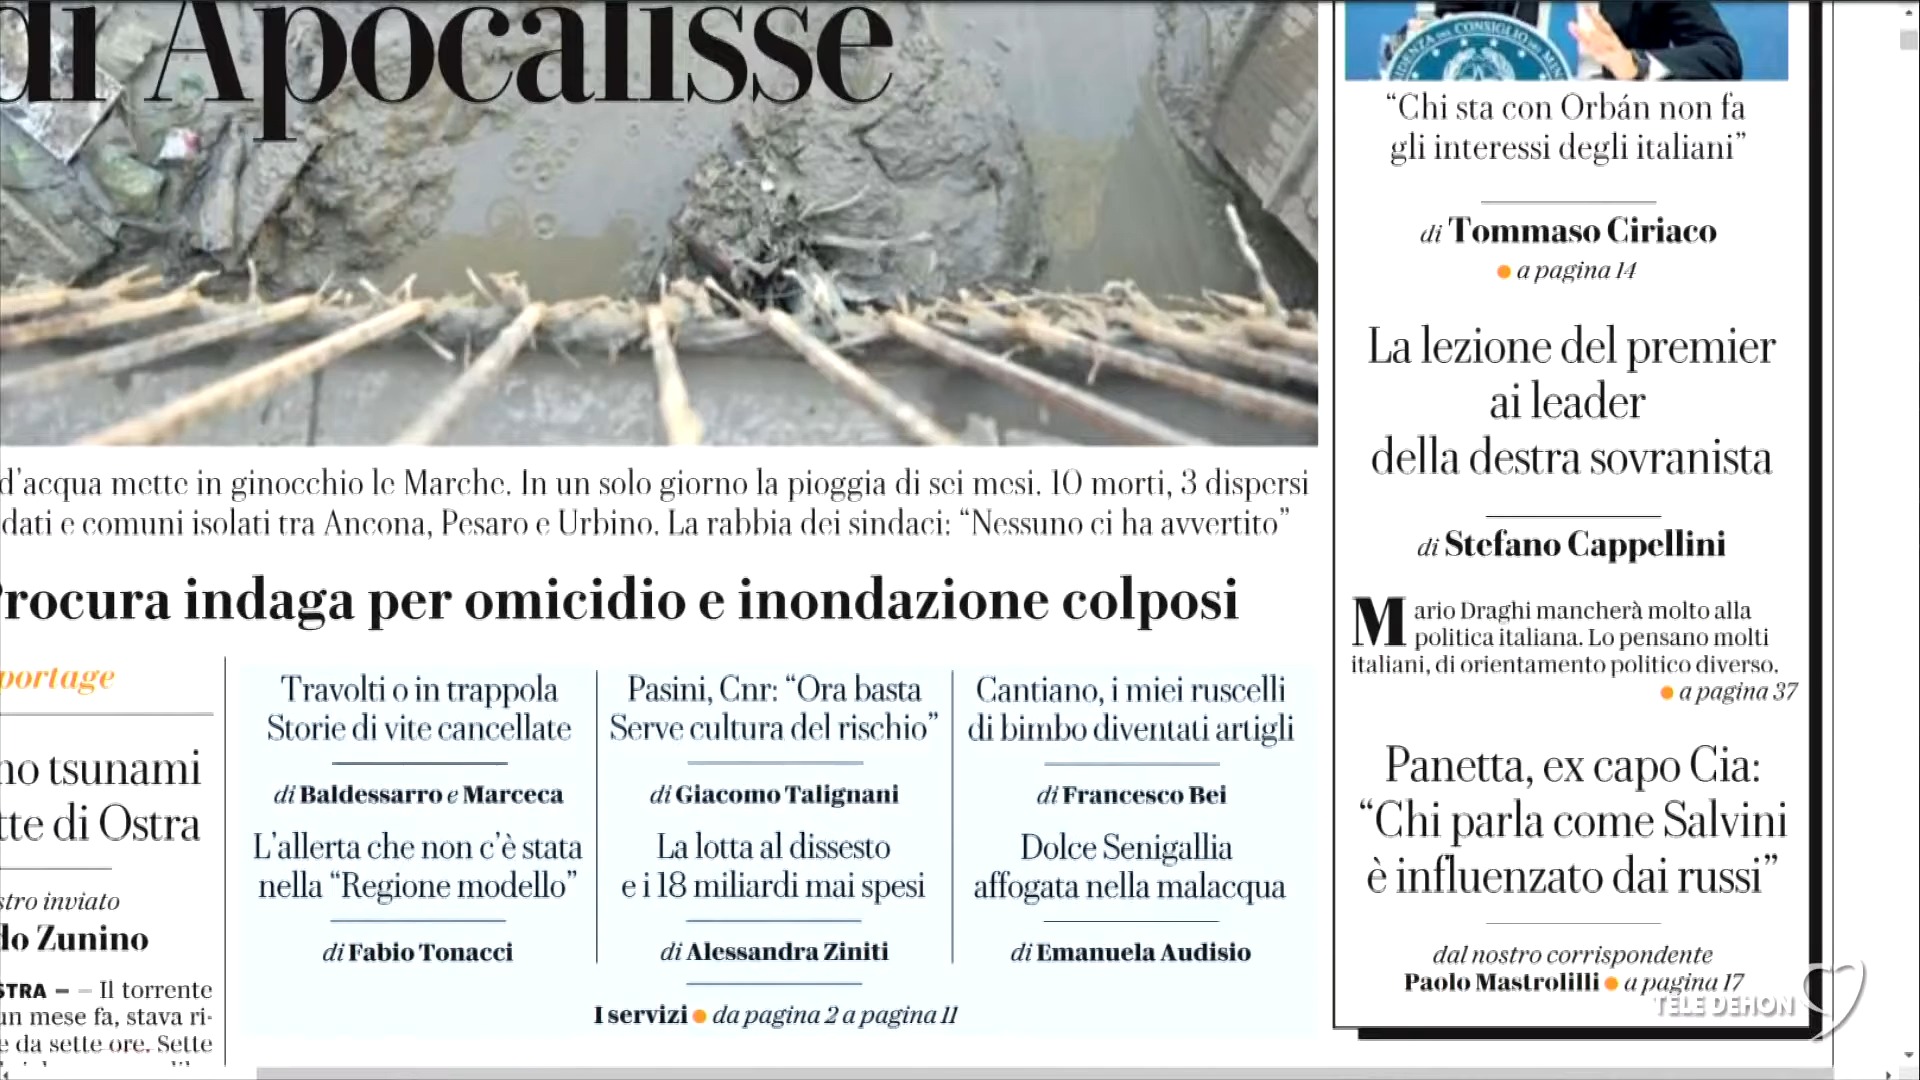 di Apocalisse
d'acqua mette in ginocchio le Marche. In un solo giorno la pioggia di sei mesi. 10 morti, 3 dispersi
dati e comuni isolati tra Ancona, Pesaro e Urbino. La rabbia dei sindaci: “Nessuno ci ha avvertito”
Procura indaga per omicidio e inondazione colposi
portage
no tsunami
tte di Ostra
stro inviato
do Zunino
STRA — – Il torrente
un mese fa, stava ri-
e da sette ore. Sette
Travolti o in trappola
Storie di vite cancellate
di Baldessarro e Marceca
L'allerta che non c'è stata
nella “Regione modello”
di Fabio Tonacci
Pasini, Cnr: “Ora basta
Serve cultura del rischio”
di Giacomo Talignani
La lotta al dissesto
e i 18 miliardi mai spesi
di Alessandra Ziniti
Cantiano, i miei ruscelli
di bimbo diventati artigli
di Francesco Bei
Dolce Senigallia
affogata nella malacqua
di Emanuela Audisio
I servizi ● da pagina 2 a pagina 11
“Chi sta con Orbán non fa
gli interessi degli italiani”
di Tommaso Ciriaco
● a pagina 14
La lezione del premier
ai leader
della destra sovranista
di Stefano Cappellini
Mario Draghi mancherà molto alla
politica italiana. Lo pensano molti
italiani, di orientamento politico diverso.
● a pagina 37
Panetta, ex capo Cia:
“Chi parla come Salvini
è influenzato dai russi”
dal nostro corrispondente
Paolo Mastrolilli ● a pagina 17
TELE DEHON